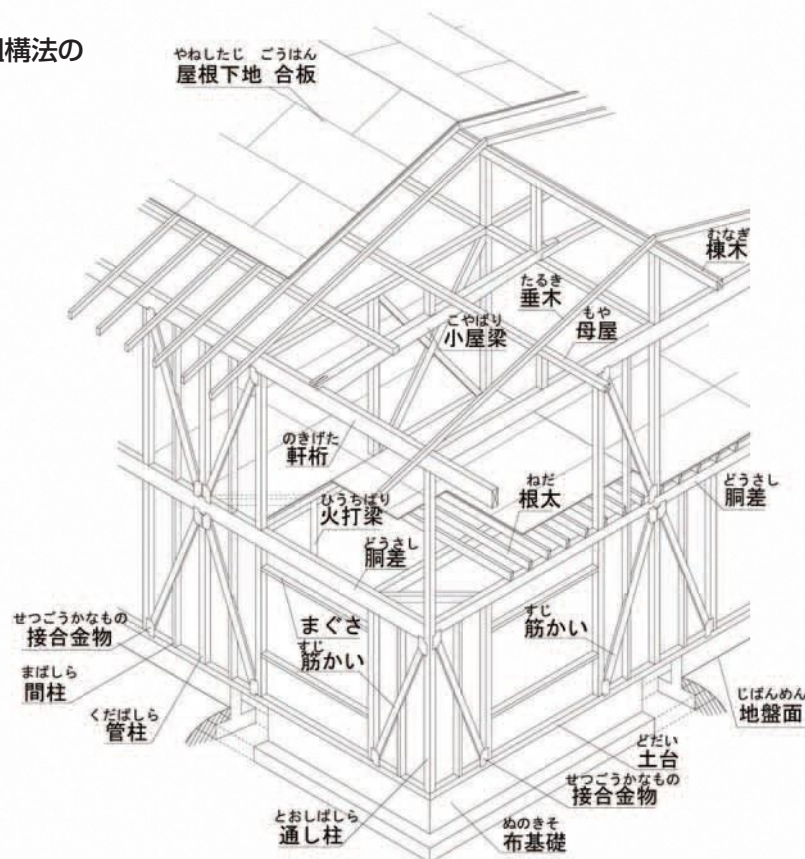 組構法の
やねしたじ ごうはん
屋根下地 合板
むなぎ
棟木
たるき
垂木
もや
母屋
こやばり
小屋梁
のきげた
軒桁
ねだ
根太
どうさし
胴差
ひうちばり
火打梁
どうさし
胴差
せつごうかなもの
接合金物
まぐさ
すじ
筋かい
すじ
筋かい
まばしら
間柱
くだばしら
管柱
じばんめん
地盤面
どだい
土台
せつごうかなもの
接合金物
とおしばしら
通し柱
ぬのきそ
布基礎